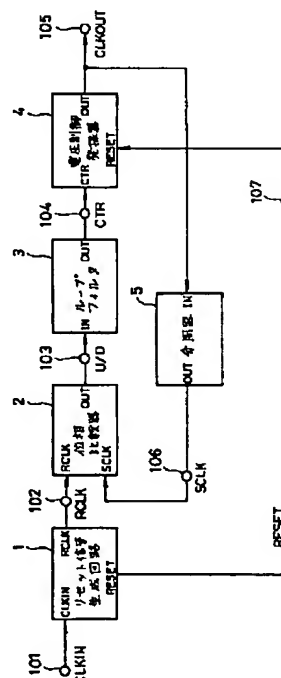 101
CLKIN
1
CLKIN
RCLK
リセット信号
生成回路
RESET
102
RCLK
2
RCLK
SCLK
位相
比較器
OUT
103
U/D
3
IN
ループ
フィルタ
OUT
104
CTR
4
CTR
電圧制御
発振器
OUT
RESET
105
CLKOUT
5
OUT
分周器
IN
106
SCLK
107
RESET